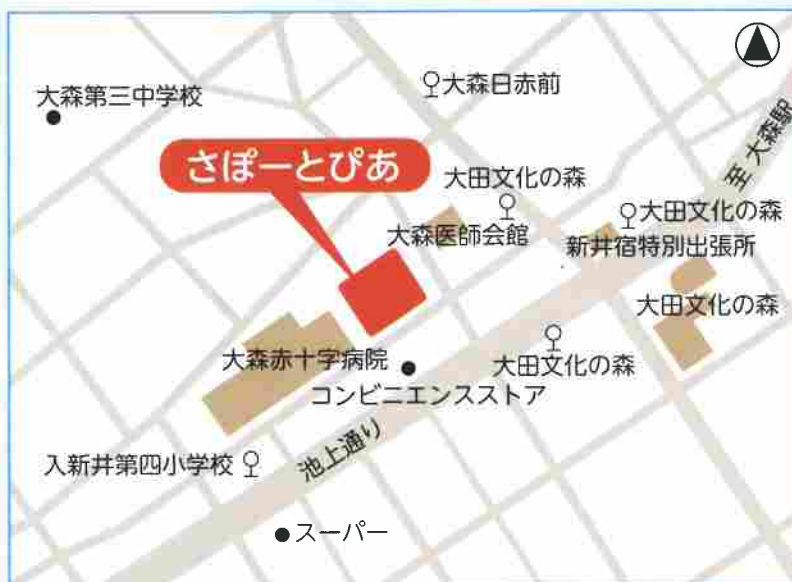 大森日赤前
大森第三中学校
至 大森駅
さぽーとぴあ
大田文化の森
大田文化の森
大森医師会館
新井宿特別出張所
大田文化の森
大森赤十字病院
大田文化の森
コンビニエンスストア
池上通り
入新井第四小学校
スーパー